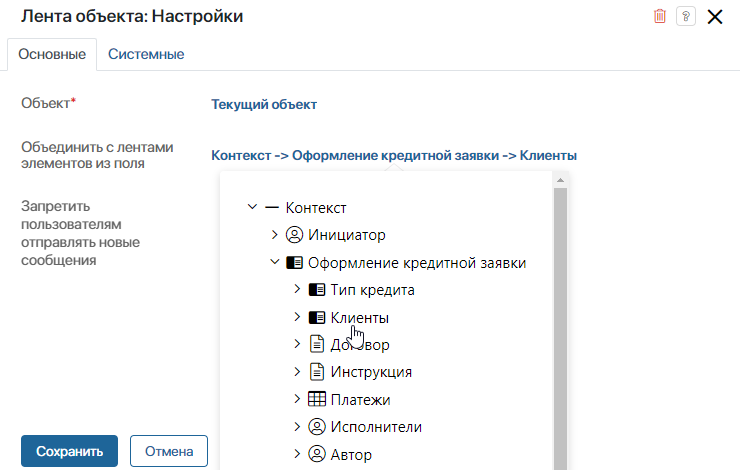 Лента объекта: Настройки
?
Основные
Системные
Объект*
Текущий объект
Объединить с лентами
элементов из поля
Контекст -> Оформление кредитной заявки -> Клиенты
Запретить
пользователям
отправлять новые
сообщения
Контекст
Инициатор
Оформление кредитной заявки
Тип кредита
Клиенты
Договор
Инструкция
Платежи
Исполнители
Автор
Сохранить
Отмена